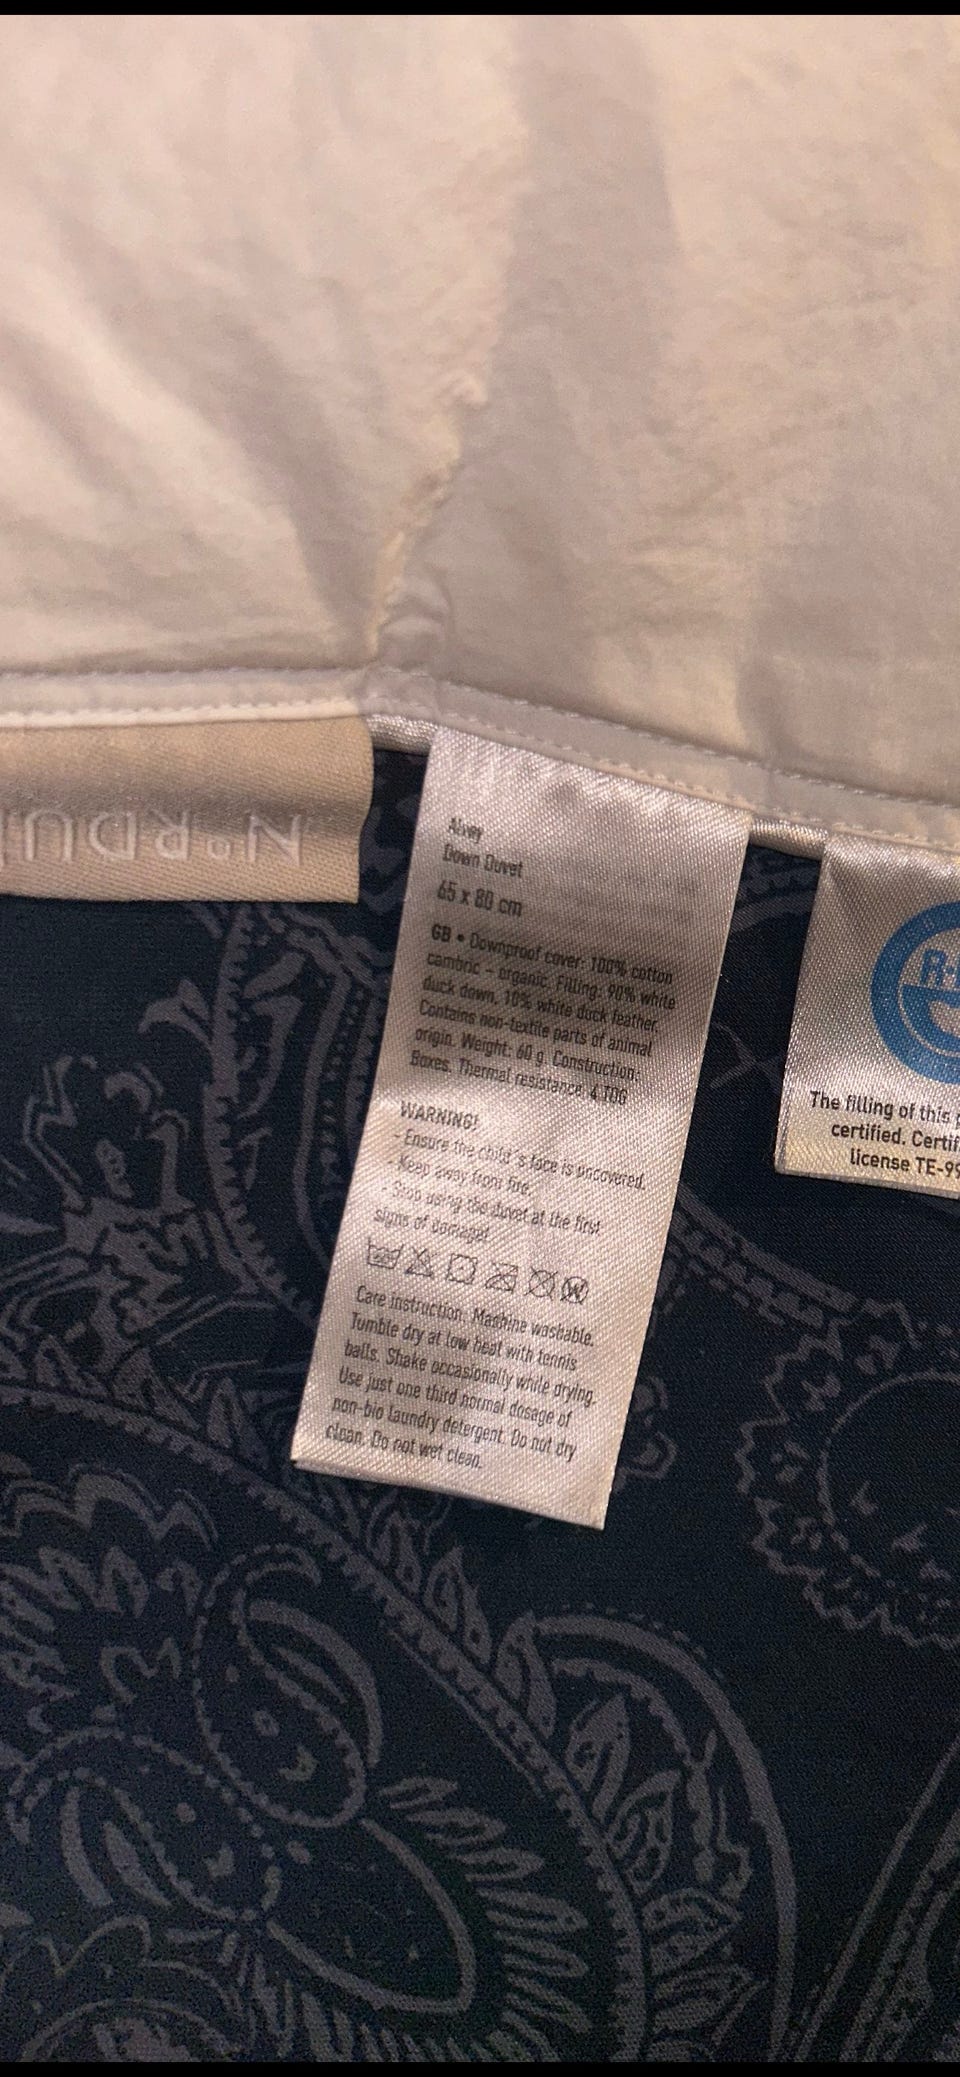 N°RDU
Alvey
Down Duvet
65 x 80 cm
GB • Downproof cover: 100% cotton
cambric - organic. Filling: 90% white
duck down, 10% white duck feather.
Contains non-textile parts of animal
origin. Weight: 60 g. Construction:
Boxes. Thermal resistance: 4 TOG
WARNING!
- Ensure the child´s face is uncovered.
- Keep away from fire.
- Stop using the duvet at the first
signs of damage!
W
Care instruction: Mashine washable.
Tumble dry at low heat with tennis
balls. Shake occasionally while drying.
Use just one third normal dosage of
non-bio laundry detergent. Do not dry
clean. Do not wet clean.
The filling of this
certified. Certif
license TE-99